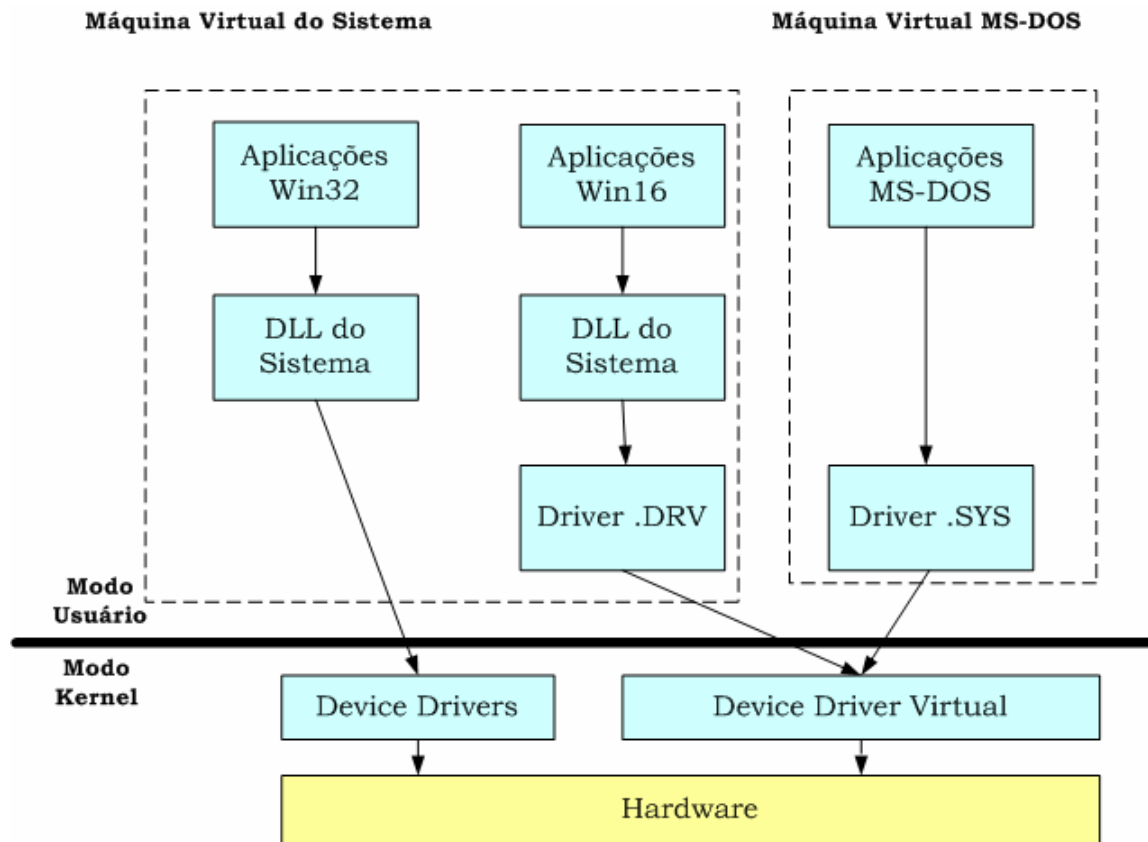 Máquina Virtual do Sistema
Máquina Virtual MS-DOS
Aplicações
Win32
Aplicações
Win16
Aplicações
MS-DOS
DLL do
Sistema
DLL do
Sistema
Driver .DRV
Driver .SYS
Modo
Usuário
Modo
Kernel
Device Drivers
Device Driver Virtual
Hardware